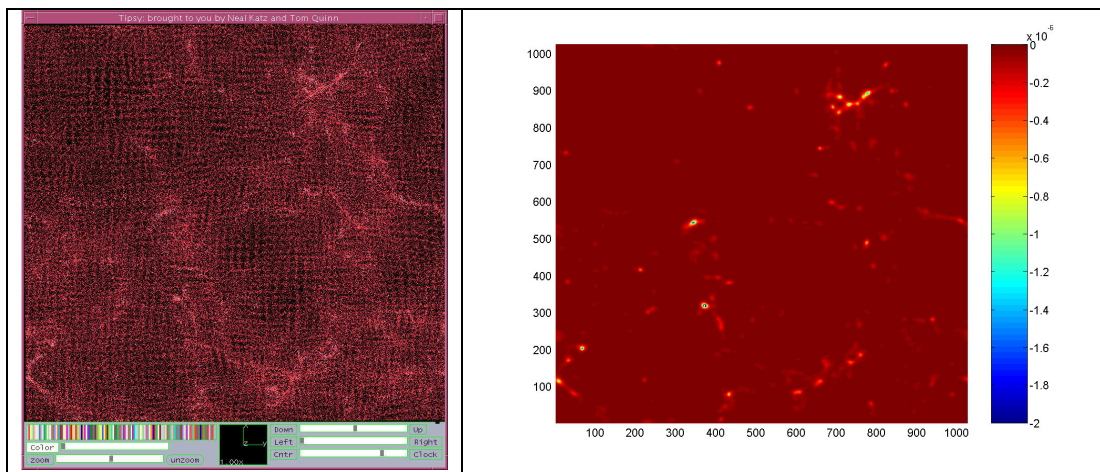 Tipsy: brought to you by Neal Katz and Tom Quinn
Color
zoom
unzoom
z
y
1.00x
Down
Up
Left
Right
Cntr
Clock
1000
900
800
700
600
500
400
300
200
100
100 200 300 400 500 600 700 800 900 1000
x 10^-6
0
-0.2
-0.4
-0.6
-0.8
-1
-1.2
-1.4
-1.6
-1.8
-2